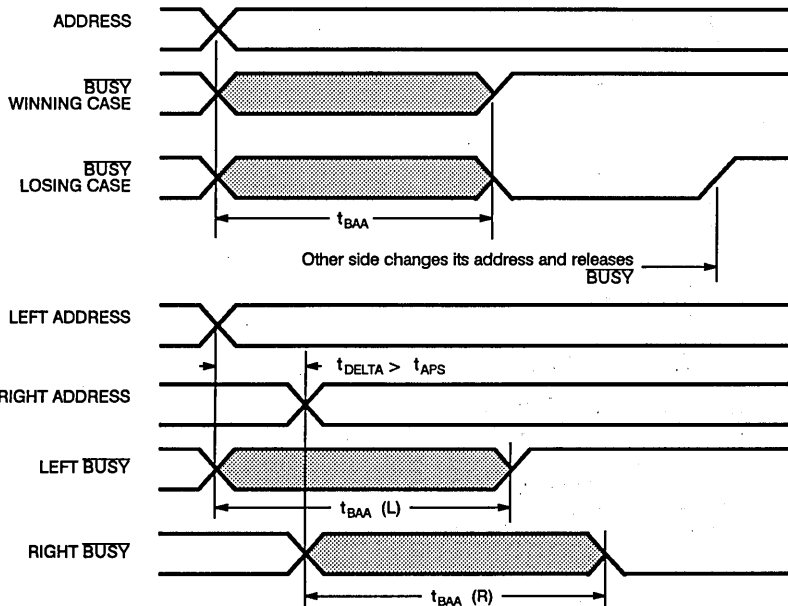 ADDRESS
BUSY
WINNING CASE
BUSY
LOSING CASE
tBAA
Other side changes its address and releases
BUSY
LEFT ADDRESS
tDELTA > tAPS
RIGHT ADDRESS
LEFT BUSY
tBAA (L)
RIGHT BUSY
tBAA (R)